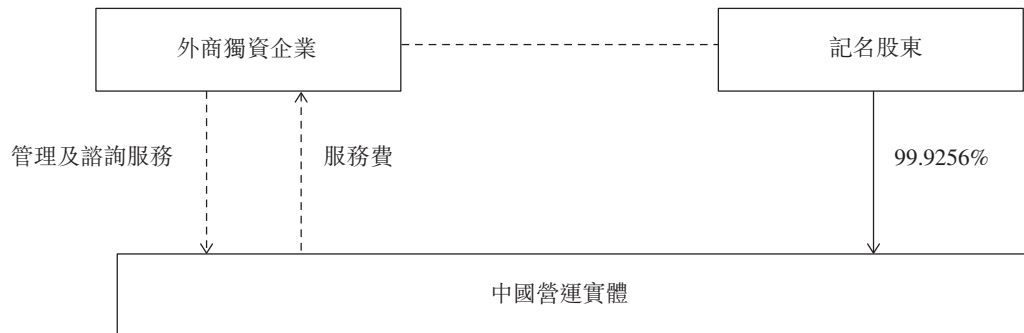 外商獨資企業
記名股東
管理及諮詢服務
服務費
99.9256%
中國營運實體